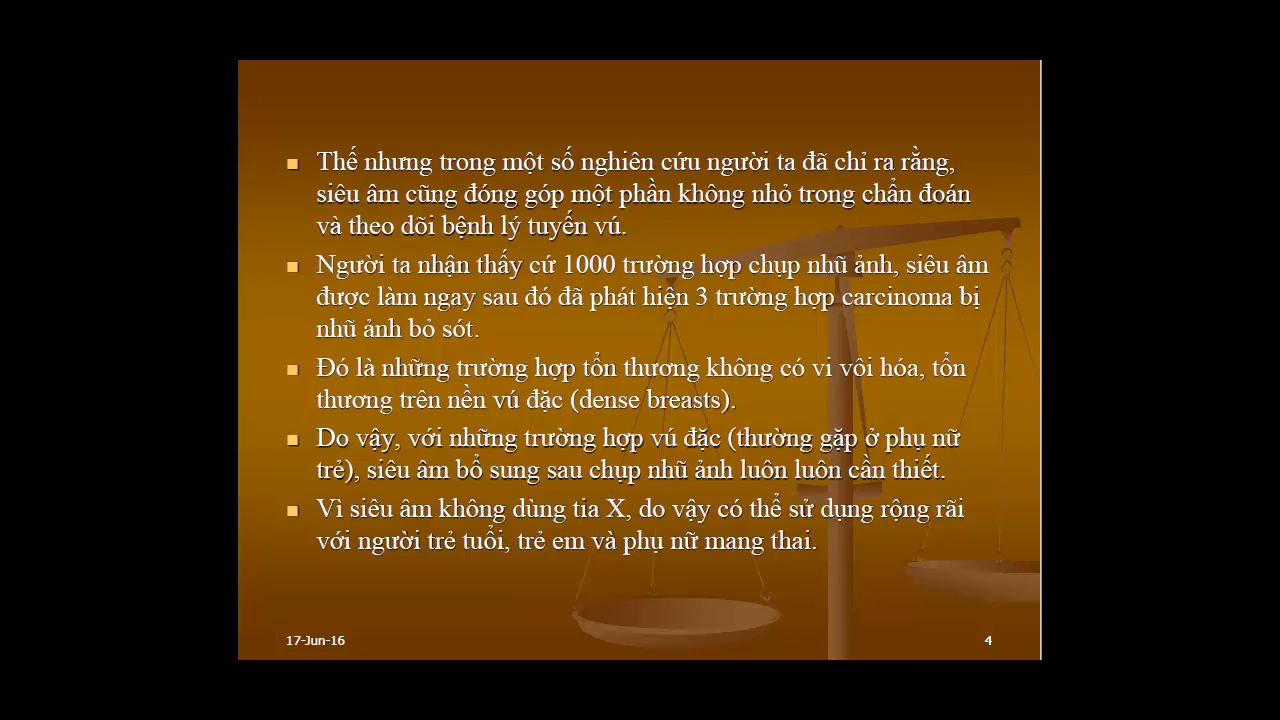 Thế nhưng trong một số nghiên cứu người ta đã chỉ ra rằng,
siêu âm cũng đóng góp một phần không nhỏ trong chẩn đoán
và theo dõi bệnh lý tuyến vú.
Người ta nhận thấy cứ 1000 trường hợp chụp nhũ ảnh, siêu âm
được làm ngay sau đó đã phát hiện 3 trường hợp carcinoma bị
nhũ ảnh bỏ sót.
Đó là những trường hợp tổn thương không có vi vôi hóa, tổn
thương trên nền vú đặc (dense breasts).
Do vậy, với những trường hợp vú đặc (thường gặp ở phụ nữ
trẻ), siêu âm bổ sung sau chụp nhũ ảnh luôn luôn cần thiết.
Vì siêu âm không dùng tia X, do vậy có thể sử dụng rộng rãi
với người trẻ tuổi, trẻ em và phụ nữ mang thai.
17-Jun-16
4